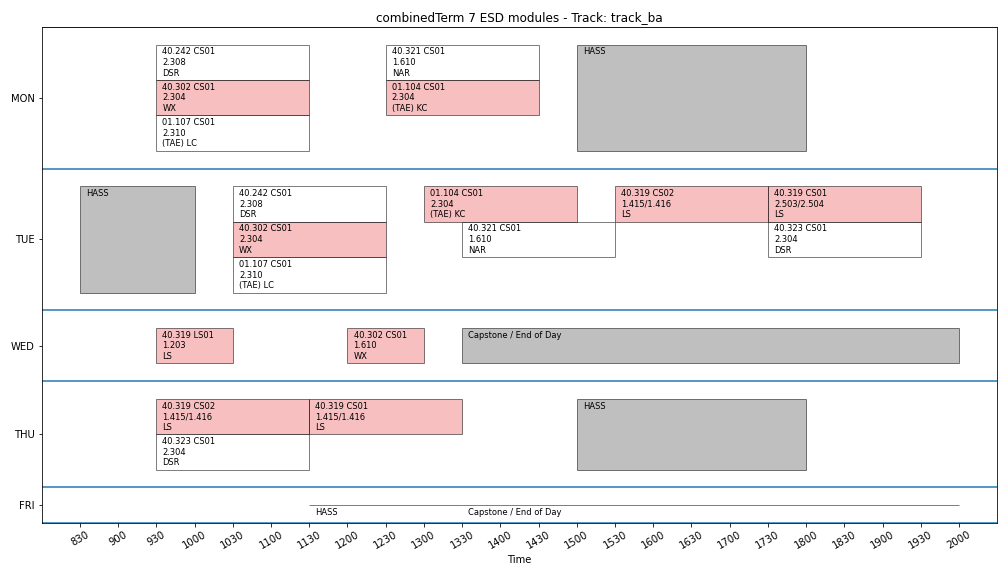 combinedTerm 7 ESD modules - Track: track_ba
MON
40.242 CS01
2.308
DSR
40.302 CS01
2.304
WX
01.107 CS01
2.310
(TAE) LC
40.321 CS01
1.610
NAR
01.104 CS01
2.304
(TAE) KC
HASS
TUE
HASS
40.242 CS01
2.308
DSR
40.302 CS01
2.304
WX
01.107 CS01
2.310
(TAE) LC
01.104 CS01
2.304
(TAE) KC
40.321 CS01
1.610
NAR
40.319 CS02
1.415/1.416
LS
40.319 CS01
2.503/2.504
LS
40.323 CS01
2.304
DSR
WED
40.319 LS01
1.203
LS
40.302 CS01
1.610
WX
Capstone / End of Day
THU
40.319 CS02
1.415/1.416
LS
40.323 CS01
2.304
DSR
40.319 CS01
1.415/1.416
LS
HASS
FRI
HASS
Capstone / End of Day
830 900 930 1000 1030 1100 1130 1200 1230 1300 1330 1400 1430 1500 1530 1600 1630 1700 1730 1800 1830 1900 1930 2000
Time